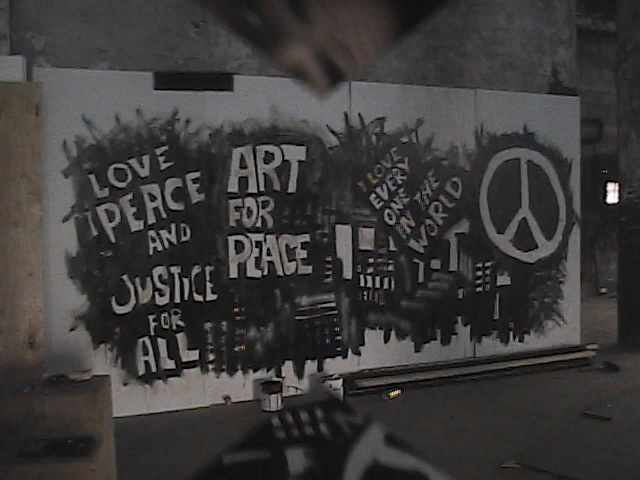 LOVE
PEACE
AND
JUSTICE
FOR
ALL
ART
FOR
PEACE
I LOVE
EVERY
ONE
IN THE
WORLD